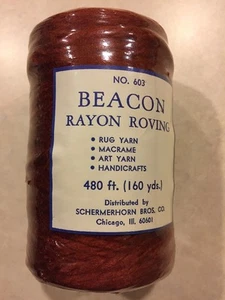 NO. 603
BEACON
RAYON ROVING
• RUG YARN
• MACRAME
• ART YARN
• HANDICRAFTS
480 ft. (160 yds.)
Distributed by
SCHERMERHORN BROS. CO.
Chicago, Ill. 60601